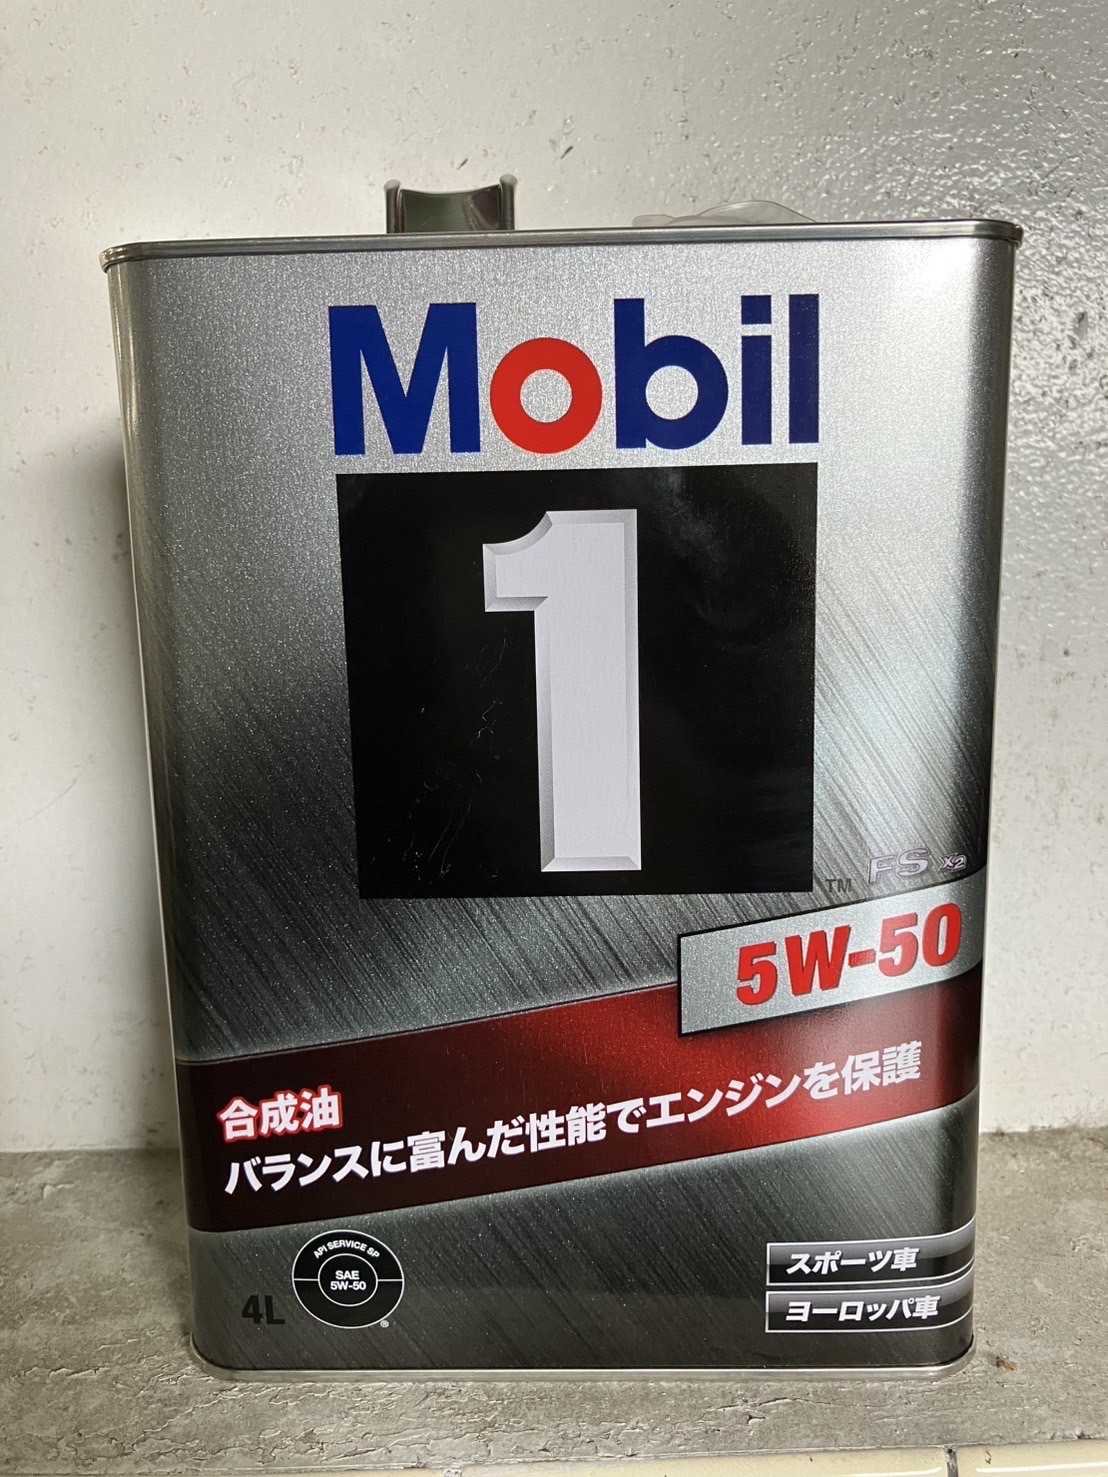 Mobil
1
TM
FS x2
5W-50
合成油
バランスに富んだ性能でエンジンを保護
API SERVICE SP
SAE
5W-50
®
4L
スポーツ車
ヨーロッパ車